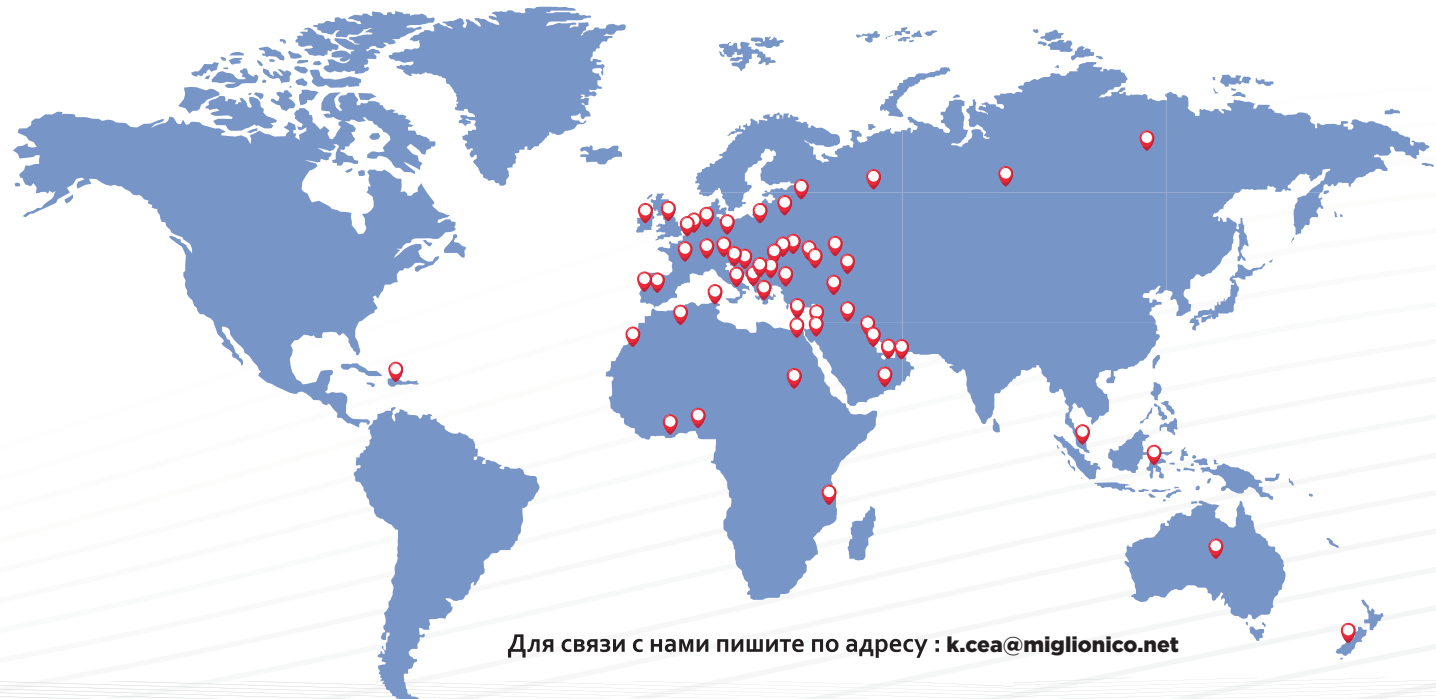 Для связи с нами пишите по адресу : k.cea@miglionico.net